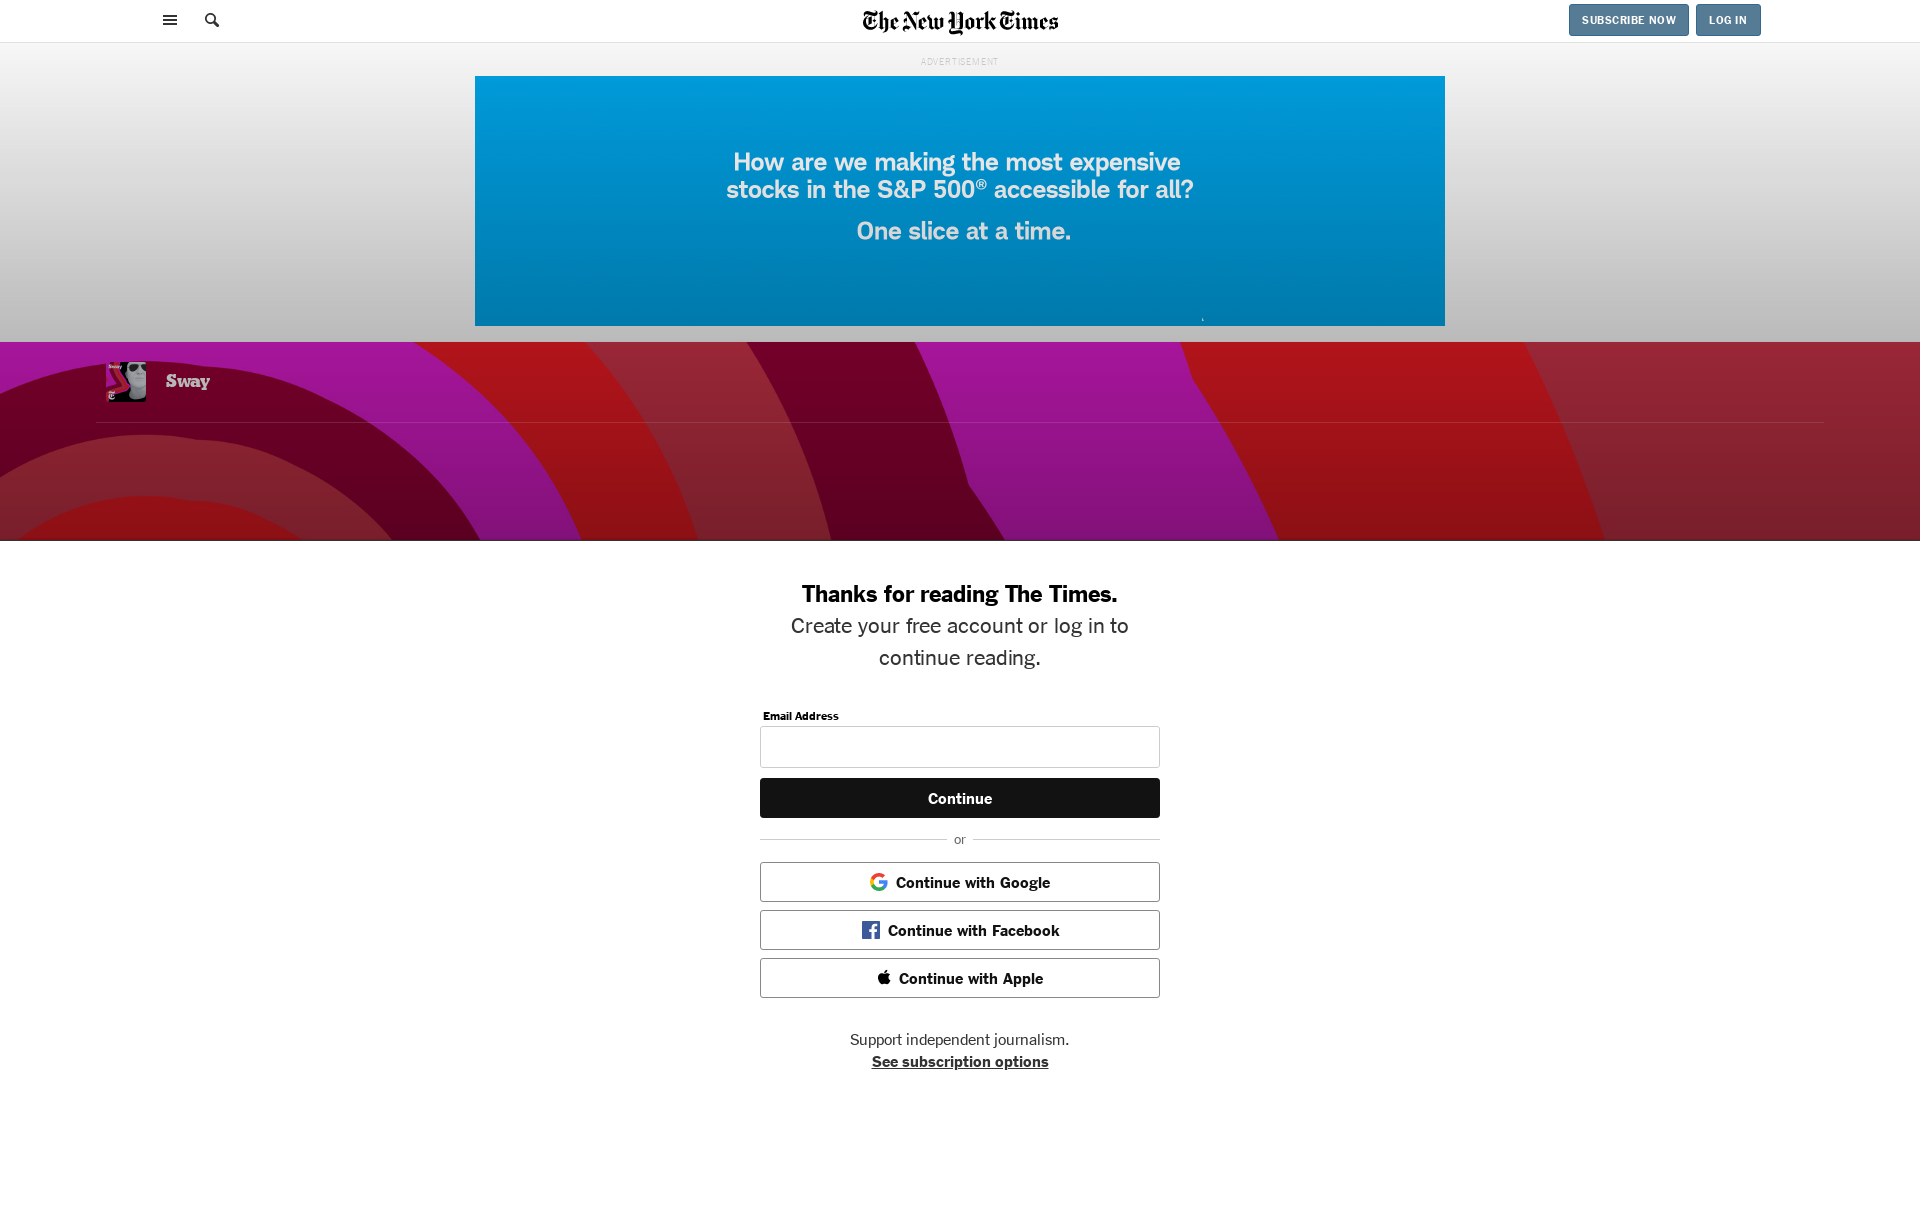 The New York Times
SUBSCRIBE NOW
LOG IN
ADVERTISEMENT
How are we making the most expensive
stocks in the S&P 500® accessible for all?
One slice at a time.
Sway
Thanks for reading The Times.
Create your free account or log in to
continue reading.
Email Address
Continue
or
Continue with Google
Continue with Facebook
Continue with Apple
Support independent journalism.
See subscription options